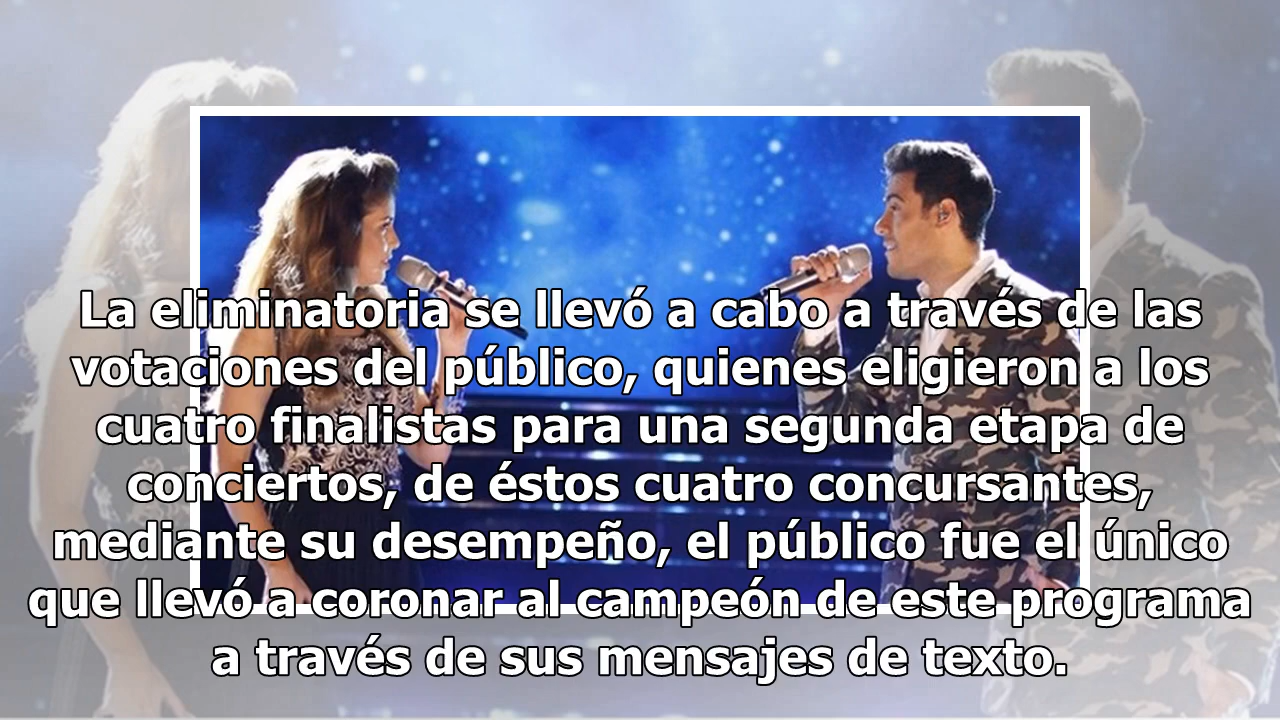 La eliminatoria se llevó a cabo a través de las
votaciones del público, quienes eligieron a los
cuatro finalistas para una segunda etapa de
conciertos, de éstos cuatro concursantes,
mediante su desempeño, el público fue el único
que llevó a coronar al campeón de este programa
a través de sus mensajes de texto.